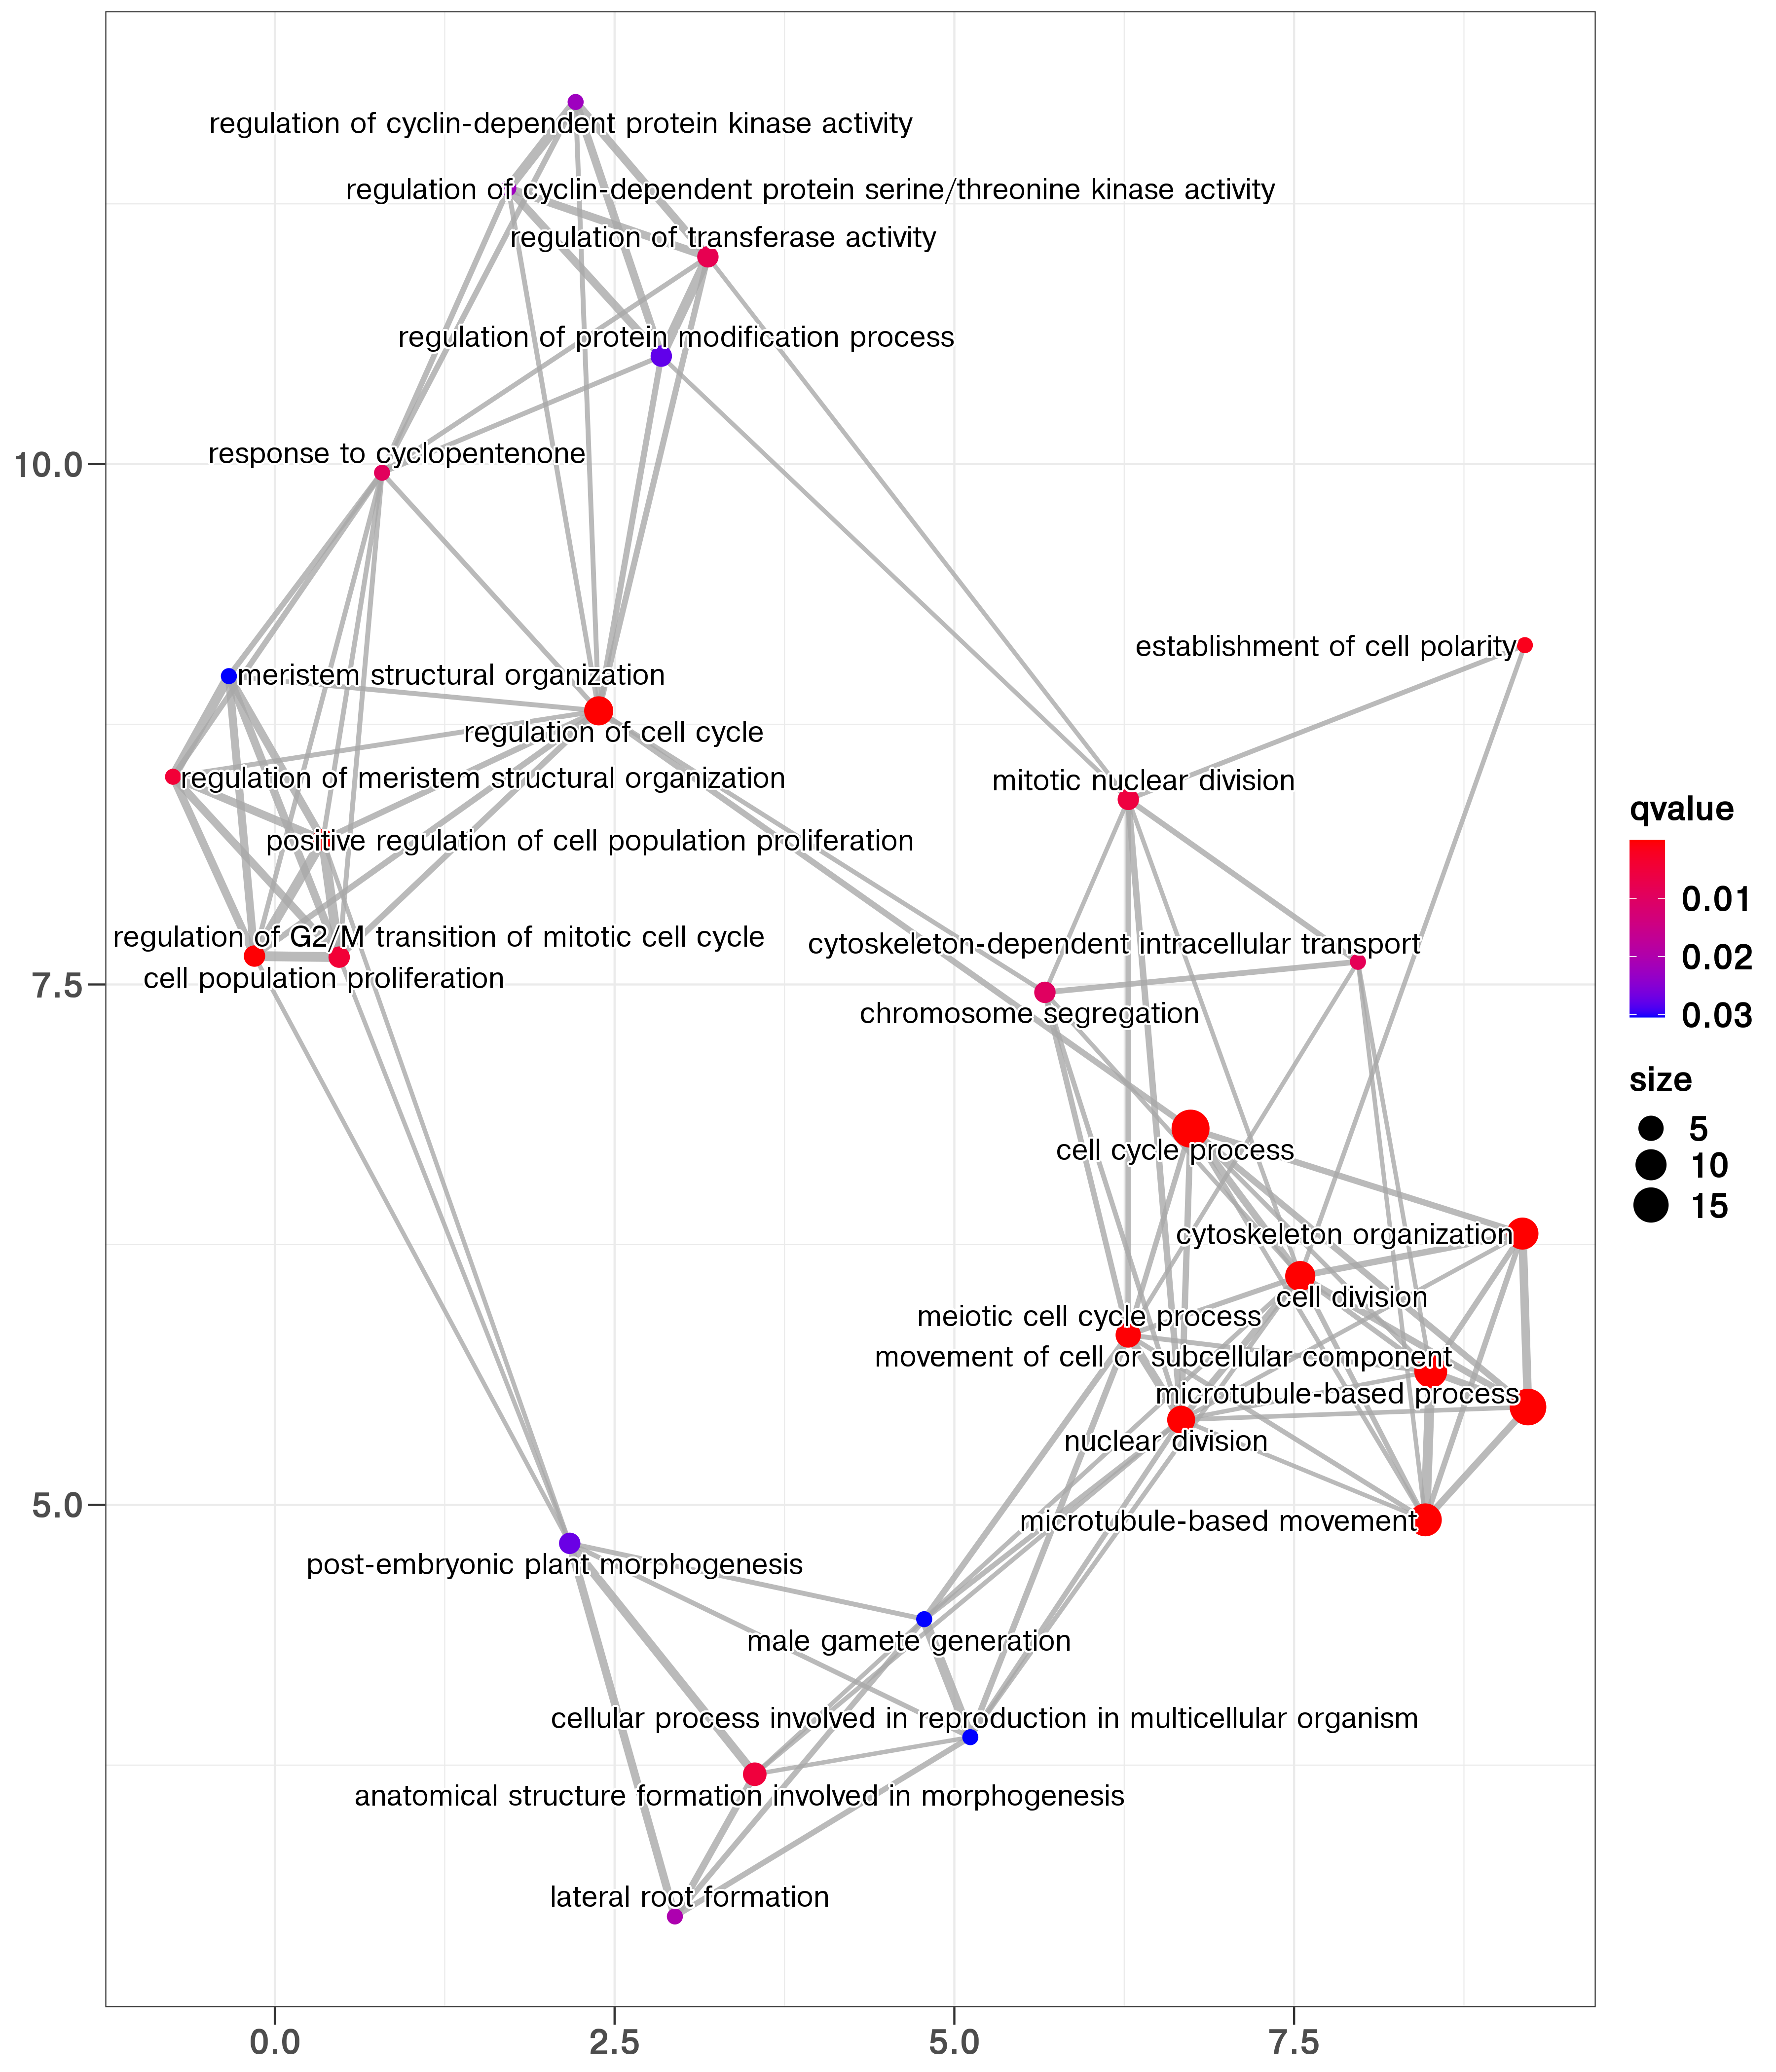 regulation of cyclin-dependent protein kinase activity
regulation of cyclin-dependent protein serine/threonine kinase activity
regulation of transferase activity
regulation of protein modification process
response to cyclopentenone
10.0
establishment of cell polarity
meristem structural organization
regulation of cell cycle
regulation of meristem structural organization
mitotic nuclear division
positive regulation of cell population proliferation
regulation of G2/M transition of mitotic cell cycle
cytoskeleton-dependent intracellular transport
cell population proliferation
7.5
chromosome segregation
cell cycle process
cytoskeleton organization
cell division
meiotic cell cycle process
movement of cell or subcellular component
microtubule-based process
nuclear division
5.0
microtubule-based movement
post-embryonic plant morphogenesis
male gamete generation
cellular process involved in reproduction in multicellular organism
anatomical structure formation involved in morphogenesis
lateral root formation
0.0
2.5
5.0
7.5
qvalue
0.01
0.02
0.03
size
5
10
15